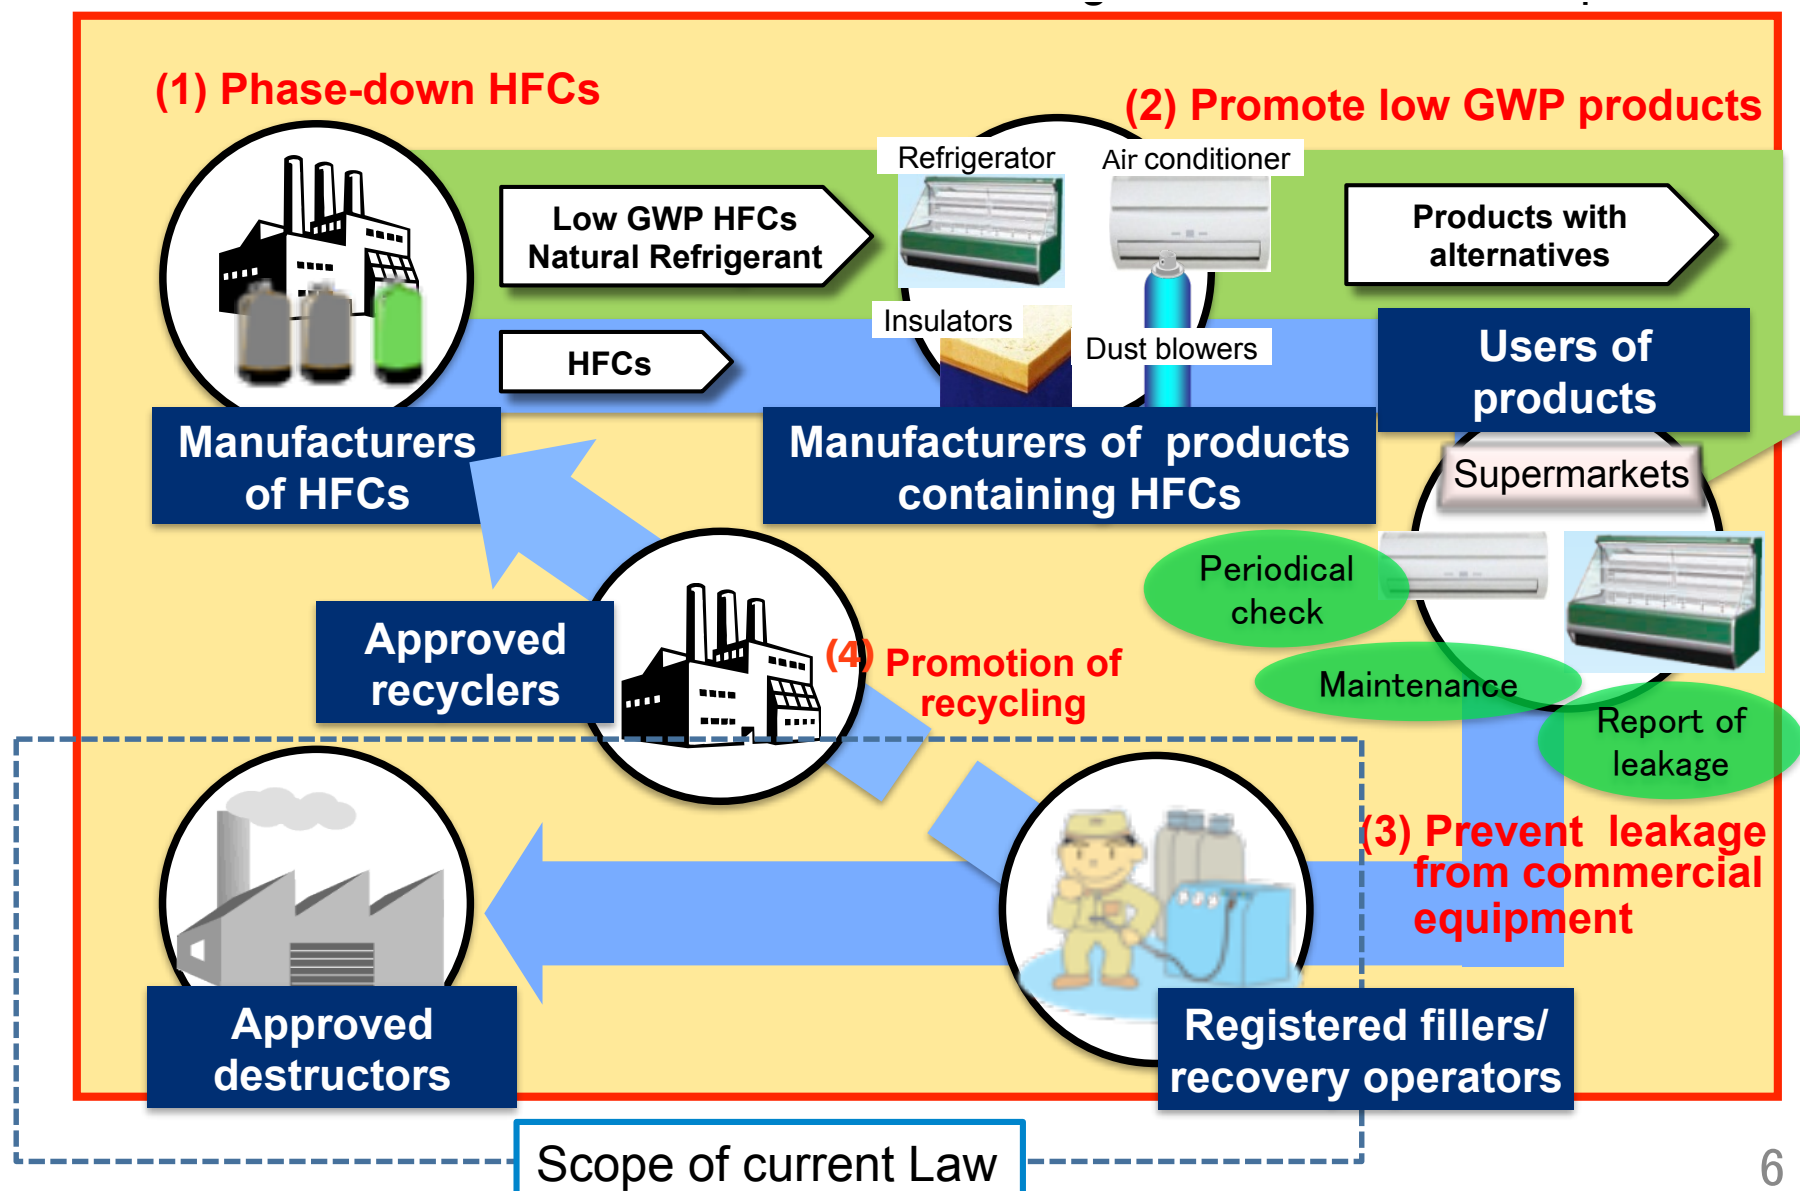 (1) Phase-down HFCs
(2) Promote low GWP products
Refrigerator
Air conditioner
Low GWP HFCs
Natural Refrigerant
Products with
alternatives
Insulators
Dust blowers
HFCs
Users of
products
Manufacturers
of HFCs
Manufacturers of products
containing HFCs
Supermarkets
Periodical
check
Approved
recyclers
(4) Promotion of
recycling
Maintenance
Report of
leakage
(3) Prevent leakage
from commercial
equipment
Approved
destructors
Registered fillers/
recovery operators
Scope of current Law
6